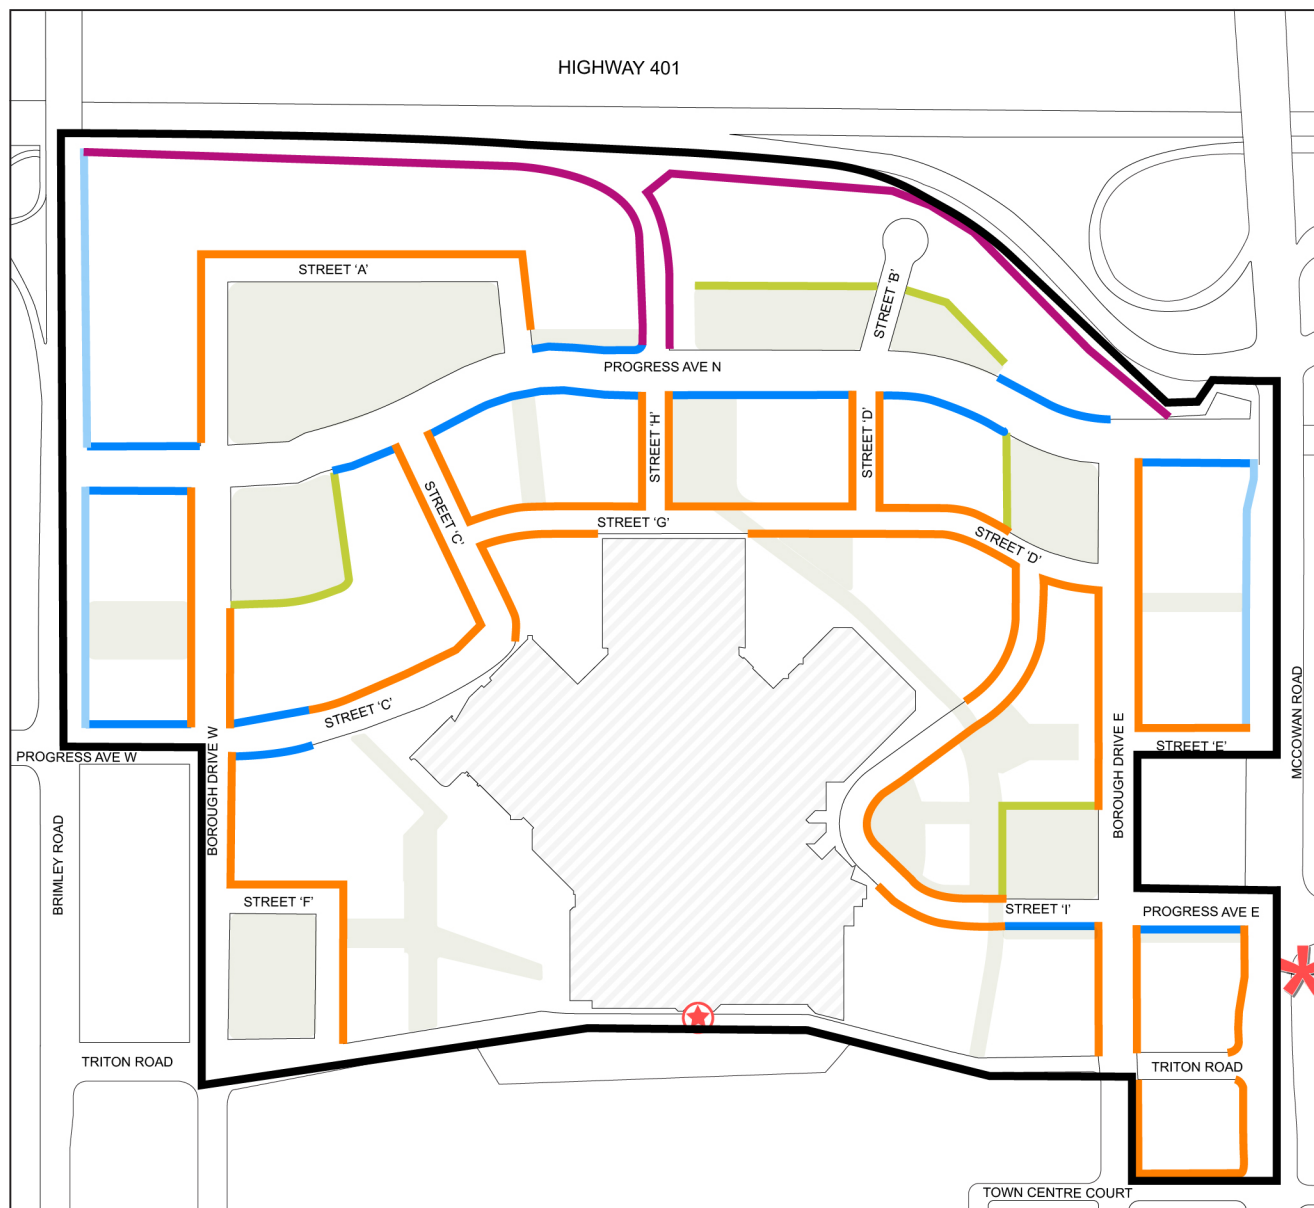 HIGHWAY 401
STREET ‘A’
STREET ‘B’
PROGRESS AVE N
STREET ‘H’
STREET ‘D’
STREET ‘C’
STREET ‘G’
STREET ‘D’
STREET ‘C’
BOROUGH DRIVE W
PROGRESS AVE W
BOROUGH DRIVE E
STREET ‘E’
MCCOWAN ROAD
BRIMLEY ROAD
STREET ‘F’
STREET ‘I’
PROGRESS AVE E
TRITON ROAD
TRITON ROAD
TOWN CENTRE COURT